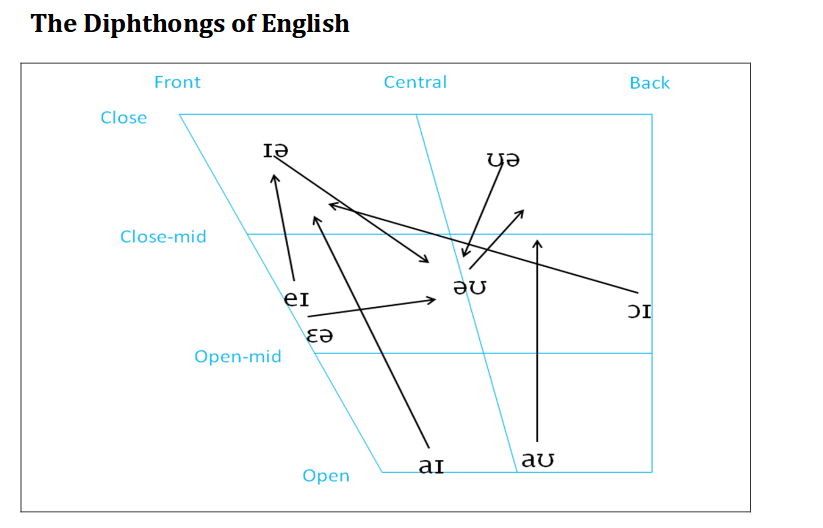 The Diphthongs of English
Front Central Back
Close
ɪə ʊə
Close-mid
eɪ əʊ ɔɪ
ɛə
Open-mid
aɪ aʊ
Open